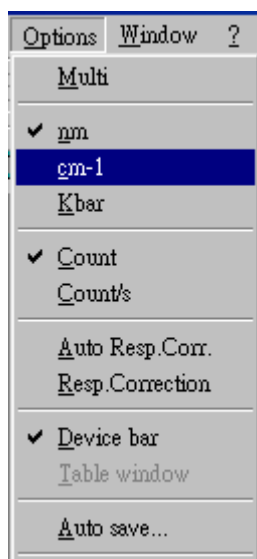 Options Window ?
Multi
nm
cm-1
Kbar
Count
Count/s
Auto Resp.Corr.
Resp.Correction
Device bar
Table window
Auto save...